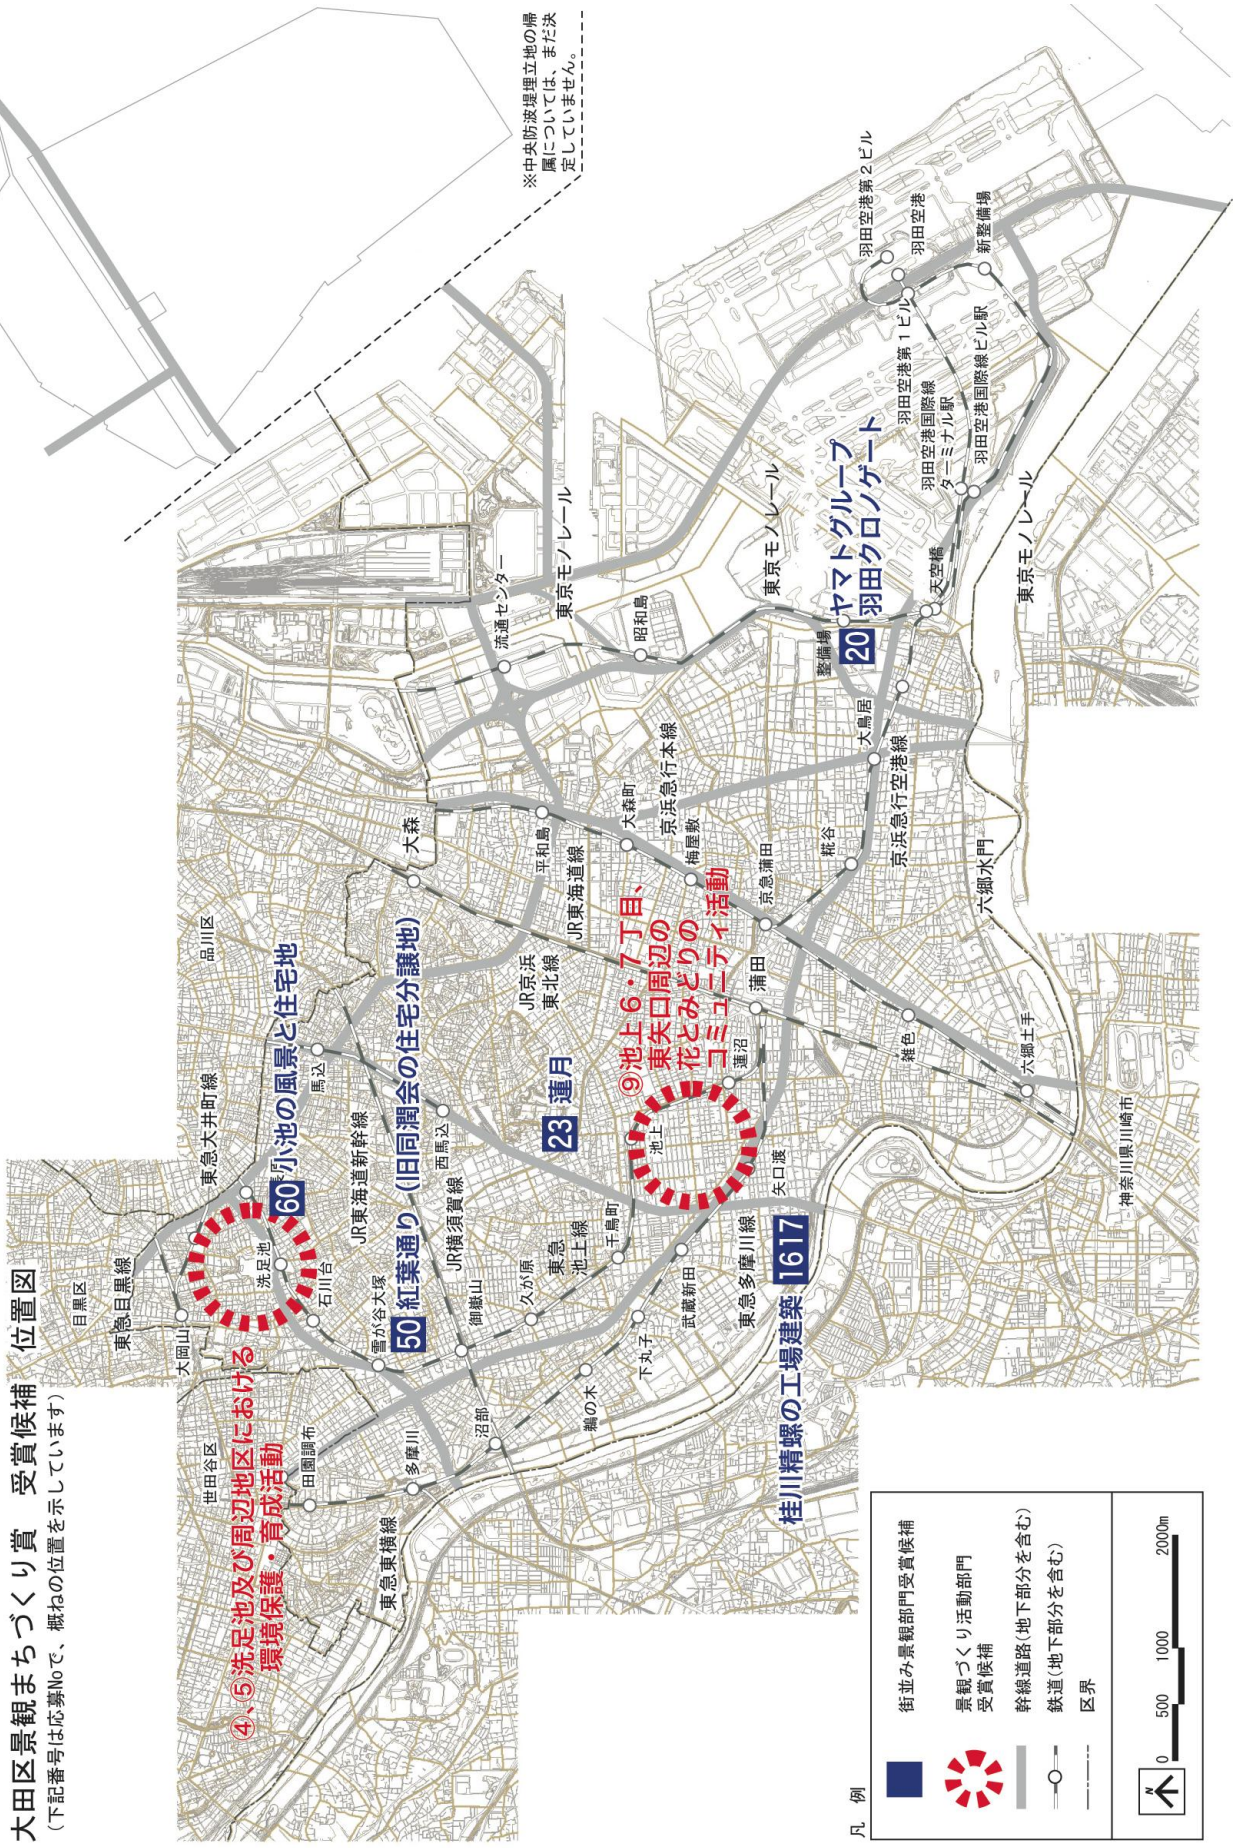 大田区景観まちづくり賞　受賞候補　位置図
(下記番号は応募Noで、概ねの位置を示しています)
※中央防波堤埋立地の帰
属については、まだ決
定していません。
目黒区
世田谷区
品川区
神奈川県川崎市
東急目黒線
東急大井町線
大岡山
洗足池
石川台
雪が谷大塚
御嶽山
久が原
千鳥町
池上
蓮沼
蒲田
東急
池上線
④、⑤洗足池及び周辺地区における
環境保護・育成活動
60 小池の風景と住宅地
50 紅葉通り (旧同潤会の住宅分譲地)
23 蓮月
⑨池上6・7丁目、
東矢口周辺の
花とみどりの
コミューニティ活動
桂川精螺の工場建築 16 17
20 ヤマトグループ
羽田クロノゲート
田園調布
多摩川
沼部
鵜の木
下丸子
武蔵新田
矢口渡
東急東横線
東急多摩川線
JR東海道新幹線
JR横須賀線
馬込
西馬込
大森
JR京浜
東北線
JR東海道線
平和島
大森町
梅屋敷
京急蒲田
京浜急行本線
雑色
六郷土手
糀谷
大鳥居
京浜急行空港線
六郷水門
流通センター
東京モノレール
昭和島
東京モノレール
整備場
天空橋
東京モノレール
羽田空港国際線
ターミナル駅
羽田空港国際線ビル駅
羽田空港第1ビル
羽田空港第2ビル
羽田空港
新整備場
凡　例
街並み景観部門受賞候補
景観づくり活動部門
受賞候補
幹線道路(地下部分を含む)
鉄道(地下部分を含む)
区界
N
0 500 1000 2000m